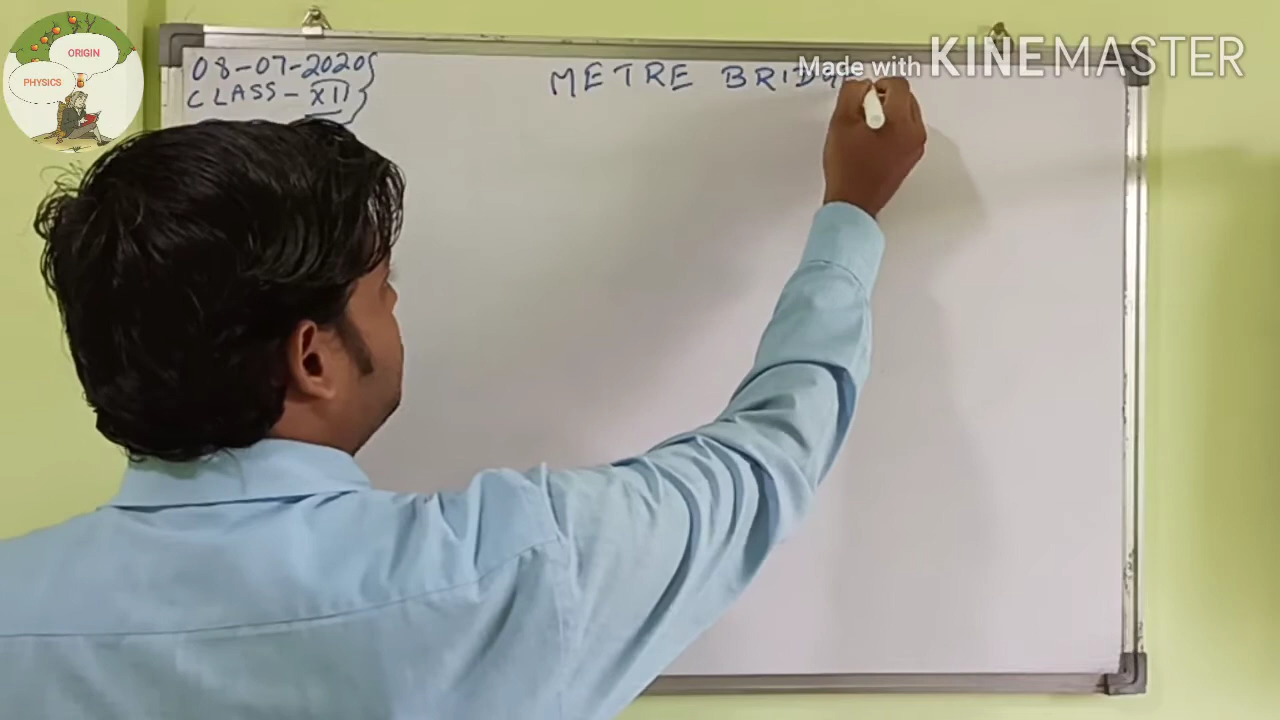 ORIGIN
PHYSICS
08-07-2020
CLASS - XII
METRE BRIDGE
Made with KINEMASTER